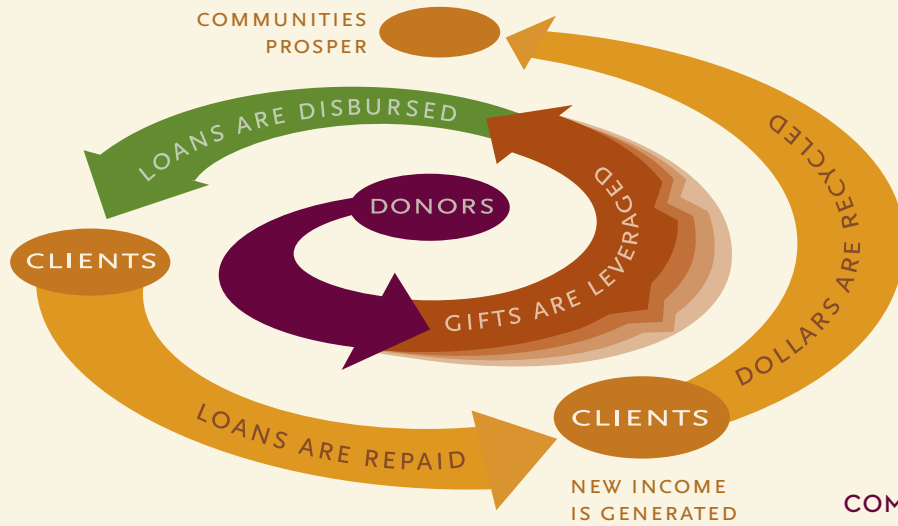 COMMUNITIES
PROSPER
LOANS ARE DISBURSED
DONORS
GIFTS ARE LEVERAGED
DOLLARS ARE RECYCLED
CLIENTS
LOANS ARE REPAID
CLIENTS
NEW INCOME
IS GENERATED
COM